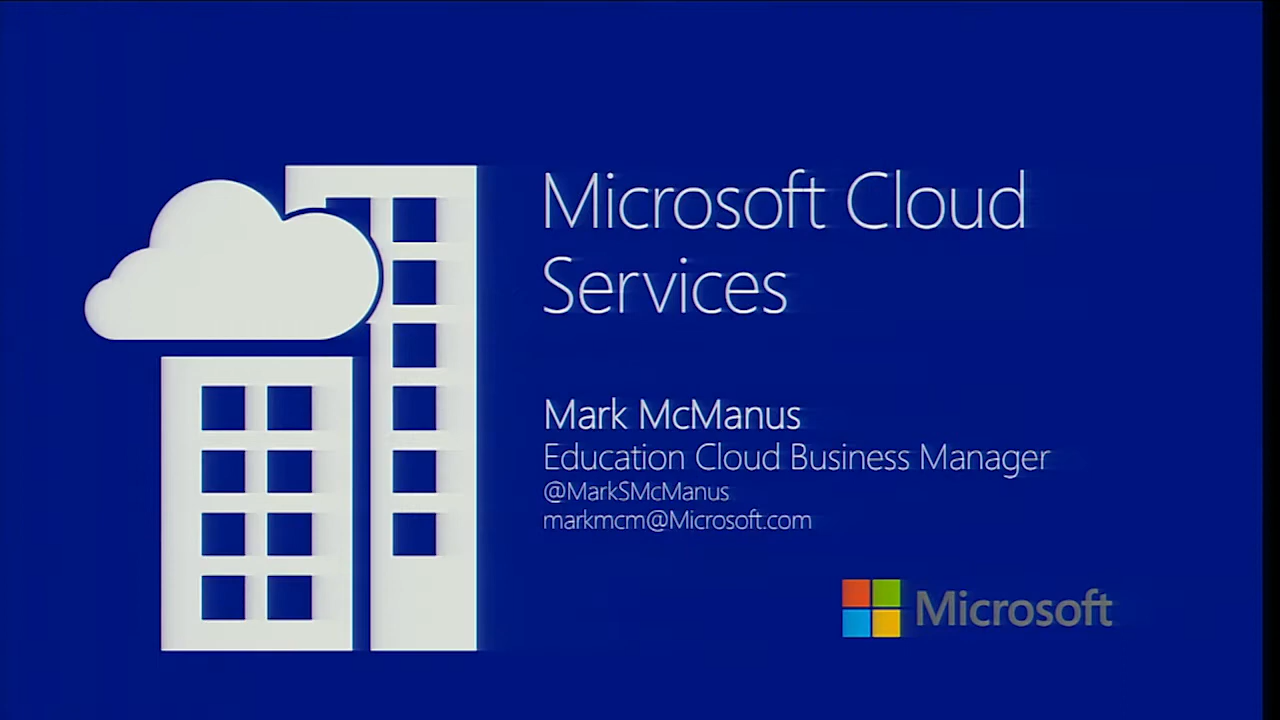 Microsoft Cloud
Services
Mark McManus
Education Cloud Business Manager
@MarkSMcManus
markmcm@Microsoft.com
Microsoft